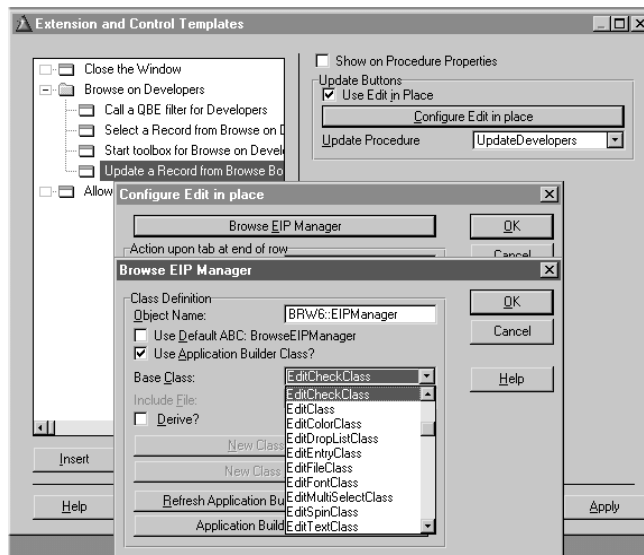 Extension and Control Templates
Close the Window
Browse on Developers
Call a QBE filter for Developers
Select a Record from Browse on
Start toolbox for Browse on Devel
Update a Record from Browse Bo
Allow
Insert
Help
Show on Procedure Properties
Update Buttons
Use Edit in Place
Configure Edit in place
Update Procedure
UpdateDevelopers
Apply
Configure Edit in place
Browse EIP Manager
OK
Action upon tab at end of row
Cancel
Browse EIP Manager
Class Definition
Object Name:
BRW6::EIPManager
OK
Use Default ABC: BrowseEIPManager
Cancel
Use Application Builder Class?
Base Class:
EditCheckClass
Help
Include File:
EditCheckClass
Derive?
EditClass
EditColorClass
EditDropListClass
New Class
EditEntryClass
EditFileClass
New Class
EditFontClass
EditMultiSelectClass
Refresh Application Bu
EditSpinClass
Application Build
EditTextClass